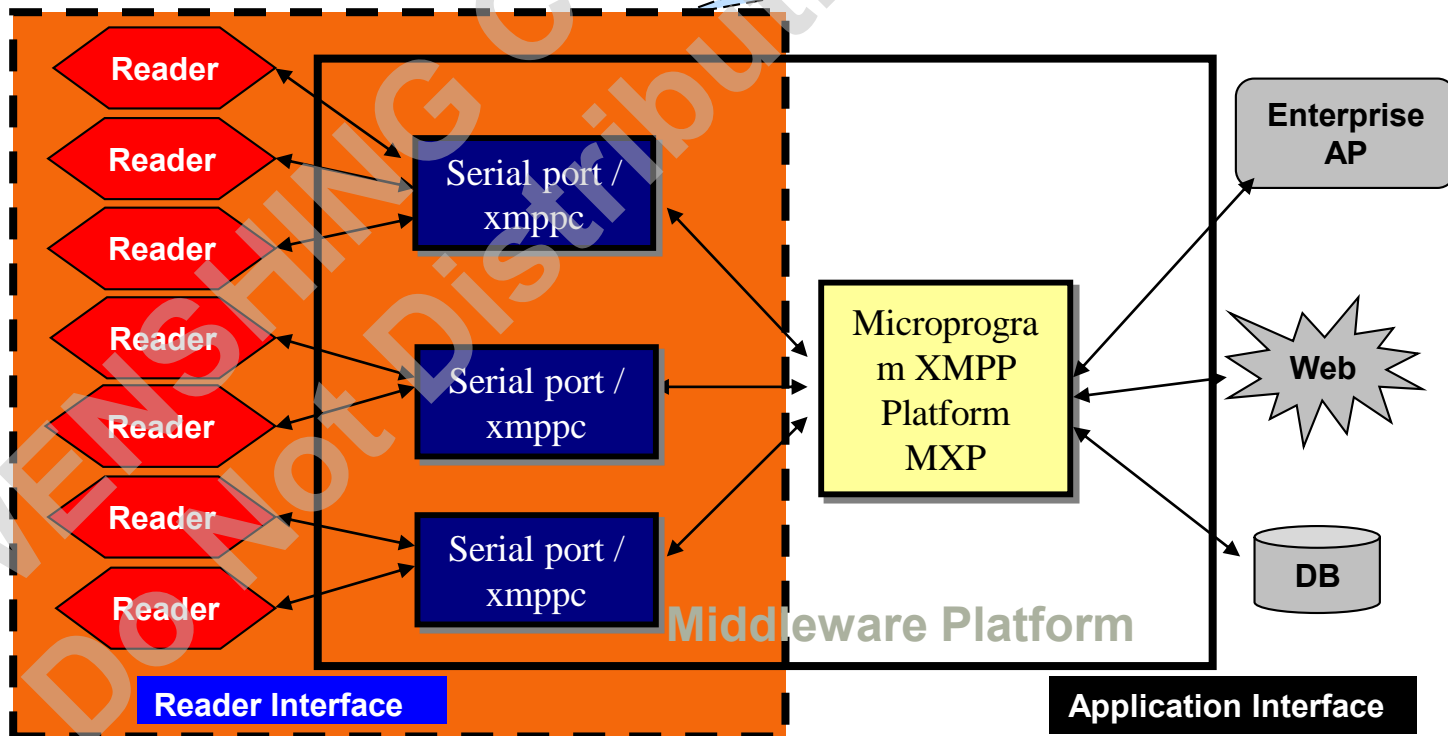 Reader
Reader
Reader
Reader
Reader
Reader
Reader
Serial port /
xmppc
Serial port /
xmppc
Serial port /
xmppc
Microprogra
m XMPP
Platform
MXP
Enterprise
AP
Web
DB
Middleware Platform
Reader Interface
Application Interface
Do Not Distribut